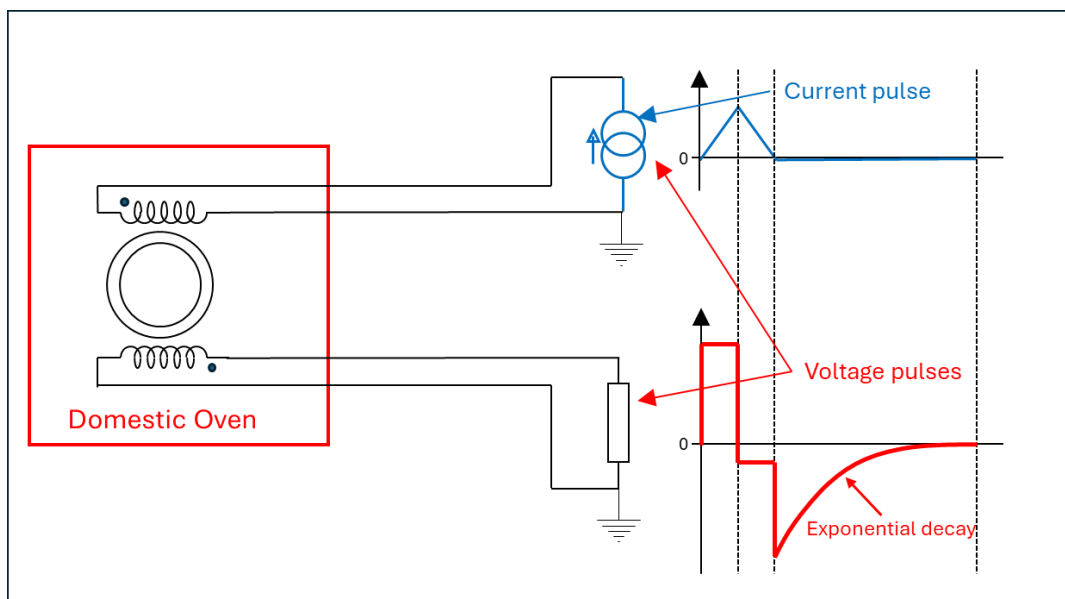 Current pulse
0
Voltage pulses
Domestic Oven
0
Exponential decay